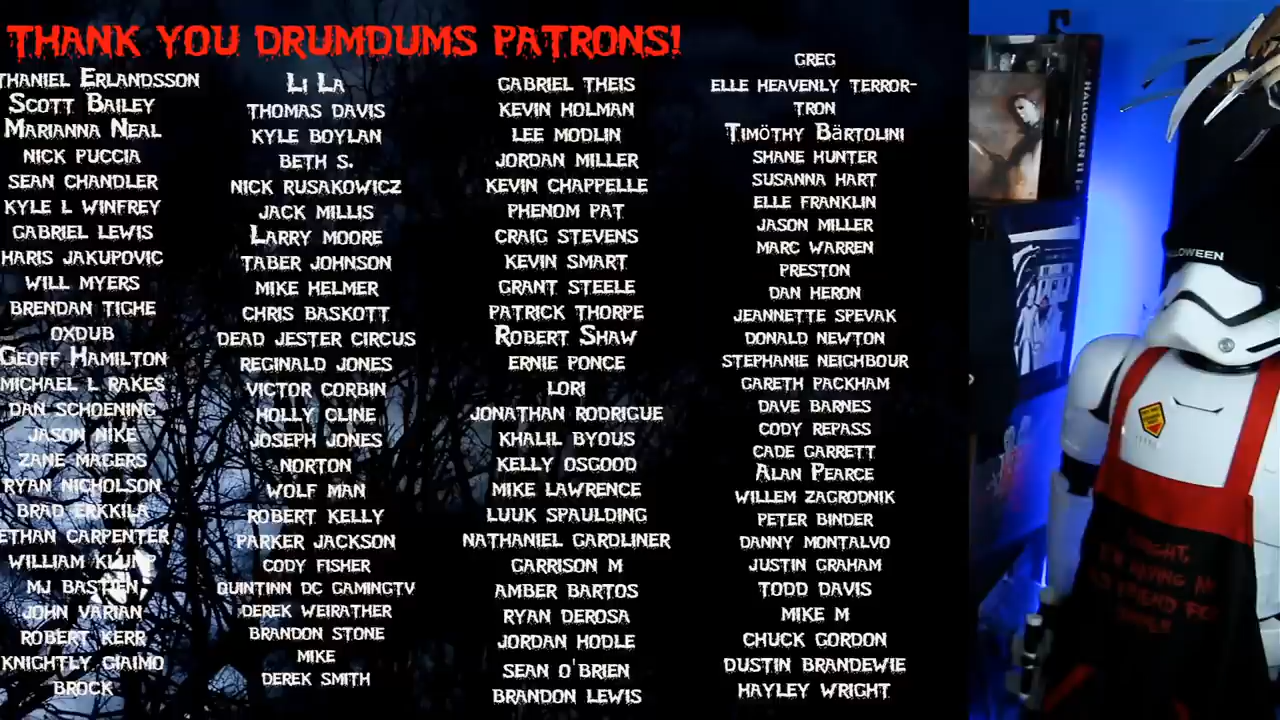 THANK YOU DRUMDUMS PATRONS!
THANIEL ERLANDSSON
SCOTT BAILEY
MARIANNA NEAL
NICK PUCCIA
SEAN CHANDLER
KYLE L WINFREY
GABRIEL LEWIS
HARIS JAKUPOVIC
WILL MYERS
BRENDAN TIGHE
OXDUB
GEOFF HAMILTON
MICHAEL L RAKES
DAN SCHOENING
JASON NIKE
ZANE MAGERS
RYAN NICHOLSON
BRAD ERKKILA
ETHAN CARPENTER
WILLIAM KLUMP
MJ BASTIEN
JOHN VARIAN
ROBERT KERR
KNIGHTLY GIAIMO
BROCK
LI LA
THOMAS DAVIS
KYLE BOYLAN
BETH S.
NICK RUSAKOWICZ
JACK MILLIS
LARRY MOORE
TABER JOHNSON
MIKE HELMER
CHRIS BASKOTT
DEAD JESTER CIRCUS
REGINALD JONES
VICTOR CORBIN
HOLLY CLINE
JOSEPH JONES
NORTON
WOLF MAN
ROBERT KELLY
PARKER JACKSON
CODY FISHER
QUINTINN DC GAMINGTV
DEREK WEIRATHER
BRANDON STONE
MIKE
DEREK SMITH
GABRIEL THEIS
KEVIN HOLMAN
LEE MODLIN
JORDAN MILLER
KEVIN CHAPPELLE
PHENOM PAT
CRAIG STEVENS
KEVIN SMART
GRANT STEELE
PATRICK THORPE
ROBERT SHAW
ERNIE PONCE
LORI
JONATHAN RODRIGUE
KHALIL BYOUS
KELLY OSGOOD
MIKE LAWRENCE
LUUK SPAULDING
NATHANIEL GARDLINER
GARRISON M
AMBER BARTOS
RYAN DEROSA
JORDAN HODLE
SEAN O'BRIEN
BRANDON LEWIS
GREG
ELLE HEAVENLY TERROR-
TRON
TIMÖTHY BÄRTOLINI
SHANE HUNTER
SUSANNA HART
ELLE FRANKLIN
JASON MILLER
MARC WARREN
PRESTON
DAN HERON
JEANNETTE SPEVAK
DONALD NEWTON
STEPHANIE NEIGHBOUR
GARETH PACKHAM
DAVE BARNES
CODY REPASS
CADE GARRETT
ALAN PEARCE
WILLEM ZAGRODNIK
PETER BINDER
DANNY MONTALVO
JUSTIN GRAHAM
TODD DAVIS
MIKE M
CHUCK GORDON
DUSTIN BRANDEWIE
HAYLEY WRIGHT
HALLOWEEN II
LLOWEEN
HAVING AN
FRIEND FOR